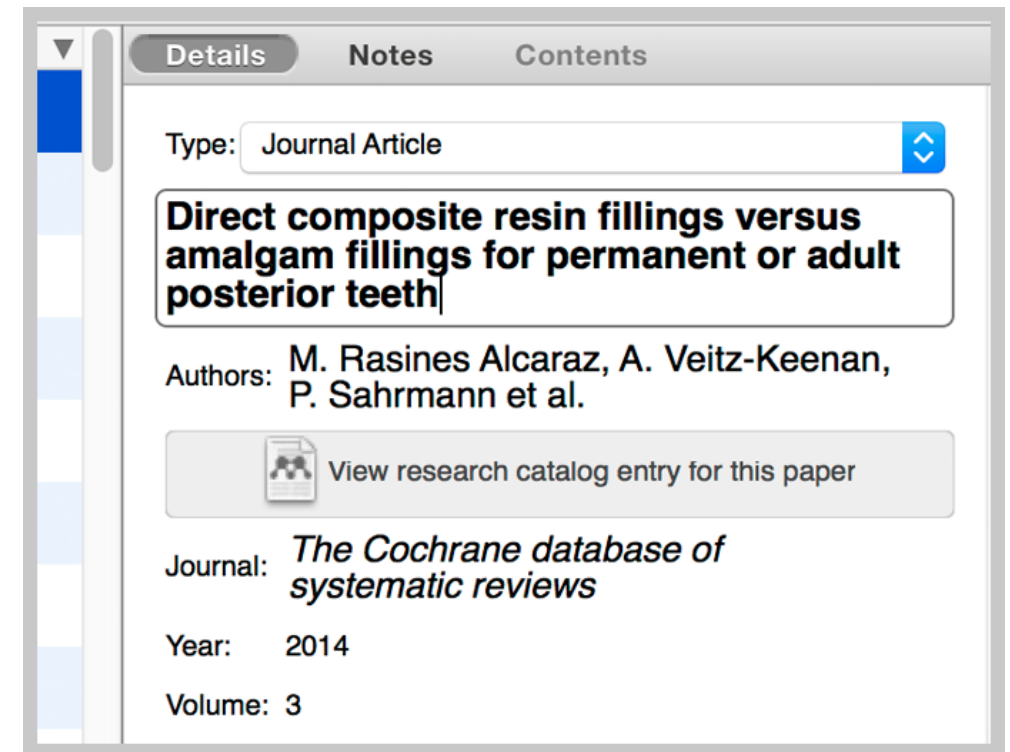 Details Notes Contents
Type: Journal Article
Direct composite resin fillings versus
amalgam fillings for permanent or adult
posterior teeth
Authors: M. Rasines Alcaraz, A. Veitz-Keenan,
P. Sahrmann et al.
View research catalog entry for this paper
Journal: The Cochrane database of
systematic reviews
Year: 2014
Volume: 3